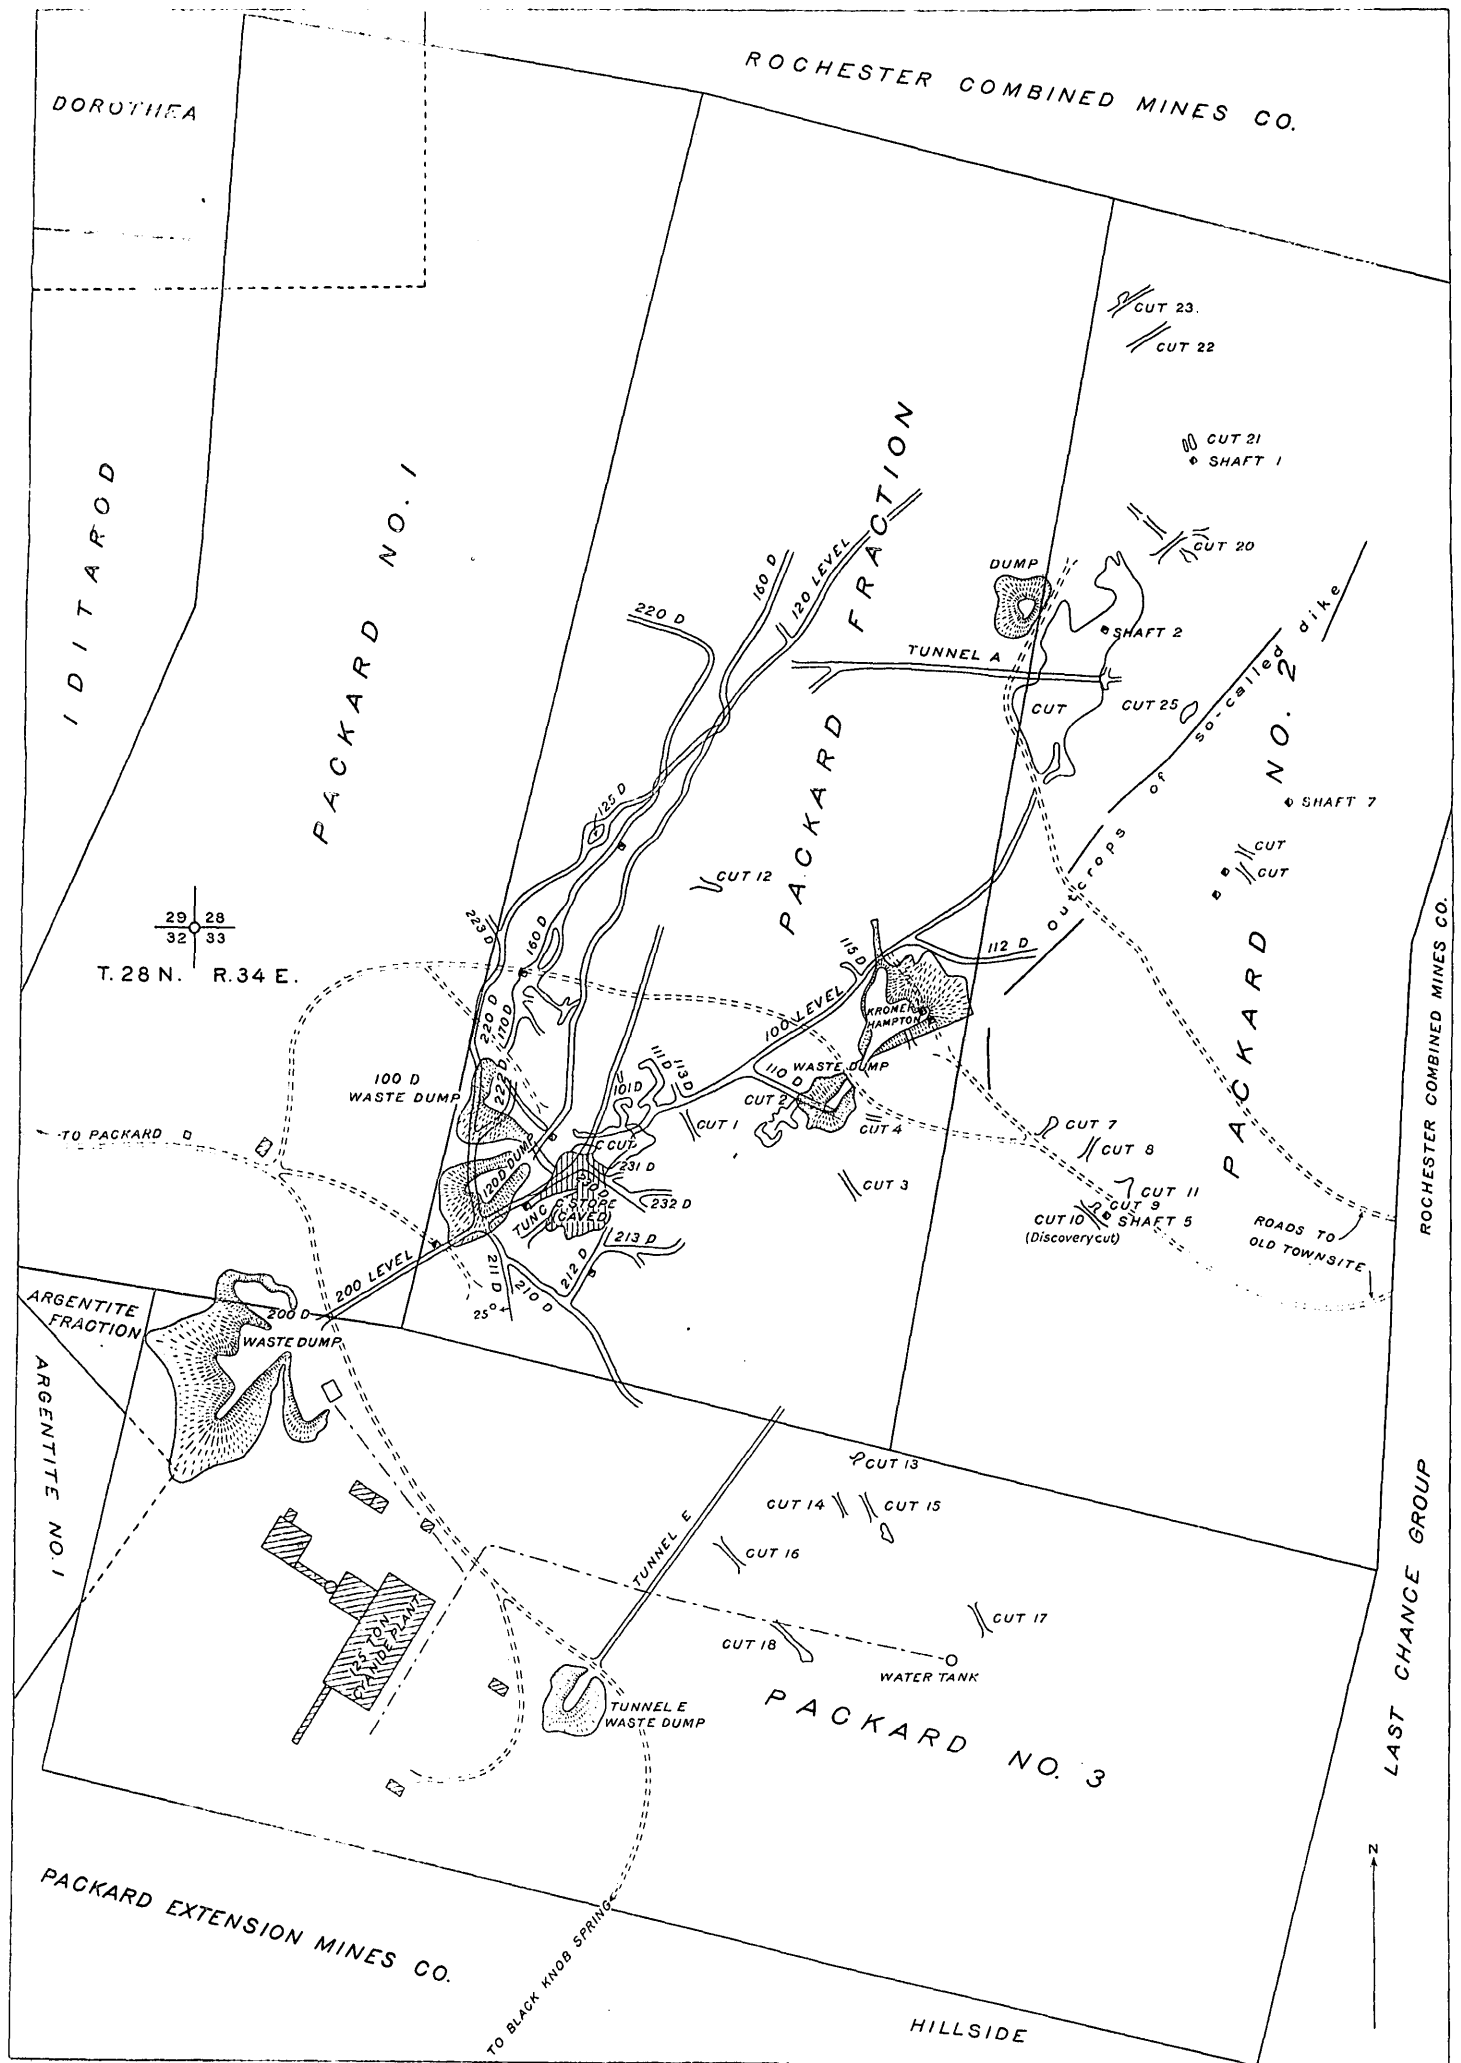 ROCHESTER COMBINED MINES CO.
DOROTHEA
CUT 23.
CUT 22
CUT 21
SHAFT 1
IDITAROD
PACKARD NO. 1
PACKARD FRACTION
CUT 20
DUMP
160 D
120 LEVEL
220 D
SHAFT 2
TUNNEL A
CUT
CUT 25
Outcrops of so-called dike
PACKARD NO. 2
125 D
SHAFT 7
CUT
CUT
CUT 12
29 28
32 33
T. 28 N. R. 34 E.
223 D
160 D
115 D
112 D
220 D
170 D
100 LEVEL
KROMER
HAMPTON
100 D
WASTE DUMP
222 D
101 D
111 D
113 D
110 D
WASTE DUMP
CUT 2
CUT 1
CUT 4
CUT 7
CUT 8
TO PACKARD
120 D DUMP
C CUT
231 D
232 D
TUN C
C STOPE
(CAVED)
CUT 3
CUT 11
CUT 9
CUT 10
SHAFT 5
(Discovery cut)
ROADS TO
OLD TOWNSITE
213 D
212 D
211 D
210 D
25°
200 LEVEL
ARGENTITE
FRACTION
200 D
WASTE DUMP
ARGENTITE NO. 1
CUT 13
CUT 14
CUT 15
CUT 16
TUNNEL E
CUT 17
CUT 18
WATER TANK
125 TON
CYANIDE PLANT
TUNNEL E
WASTE DUMP
PACKARD NO. 3
ROCHESTER COMBINED MINES CO.
LAST CHANCE GROUP
N
PACKARD EXTENSION MINES CO.
TO BLACK KNOB SPRING
HILLSIDE